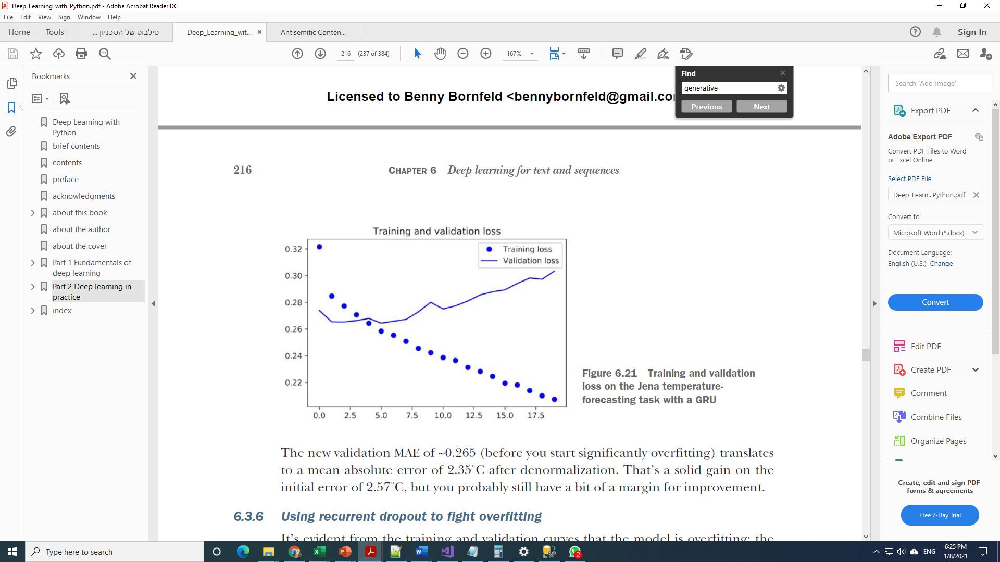 Deep_Learning_with_Python.pdf - Adobe Acrobat Reader DC
File Edit View Sign Window Help
Home Tools
סילבוס של הטכניון ...
Deep_Learning_wit... ×
Antisemitic Conten...
? Sign In
216 (237 of 384)
167%
Bookmarks
Deep Learning with
Python
brief contents
contents
preface
acknowledgments
about this book
about the author
about the cover
Part 1 Fundamentals of
deep learning
Part 2 Deep learning in
practice
index
Licensed to Benny Bornfeld <bennybornfeld@gmail.co
Find
generative
Previous Next
216 CHAPTER 6 Deep learning for text and sequences
Training and validation loss
Training loss
Validation loss
0.32
0.30
0.28
0.26
0.24
0.22
0.0 2.5 5.0 7.5 10.0 12.5 15.0 17.5
Figure 6.21 Training and validation
loss on the Jena temperature-
forecasting task with a GRU
The new validation MAE of ~0.265 (before you start significantly overfitting) translates
to a mean absolute error of 2.35˚C after denormalization. That’s a solid gain on the
initial error of 2.57˚C, but you probably still have a bit of a margin for improvement.
6.3.6 Using recurrent dropout to fight overfitting
It’s evident from the training and validation curves that the model is overfitting: the
Search 'Add Image'
Export PDF
Adobe Export PDF
Convert PDF Files to Word
or Excel Online
Select PDF File
Deep_Learn...Python.pdf
Convert to
Microsoft Word (*.docx)
Document Language:
English (U.S.) Change
Convert
Edit PDF
Create PDF
Comment
Combine Files
Organize Pages
Create, edit and sign PDF
forms & agreements
Free 7-Day Trial
Type here to search
2
ENG
6:25 PM
1/8/2021